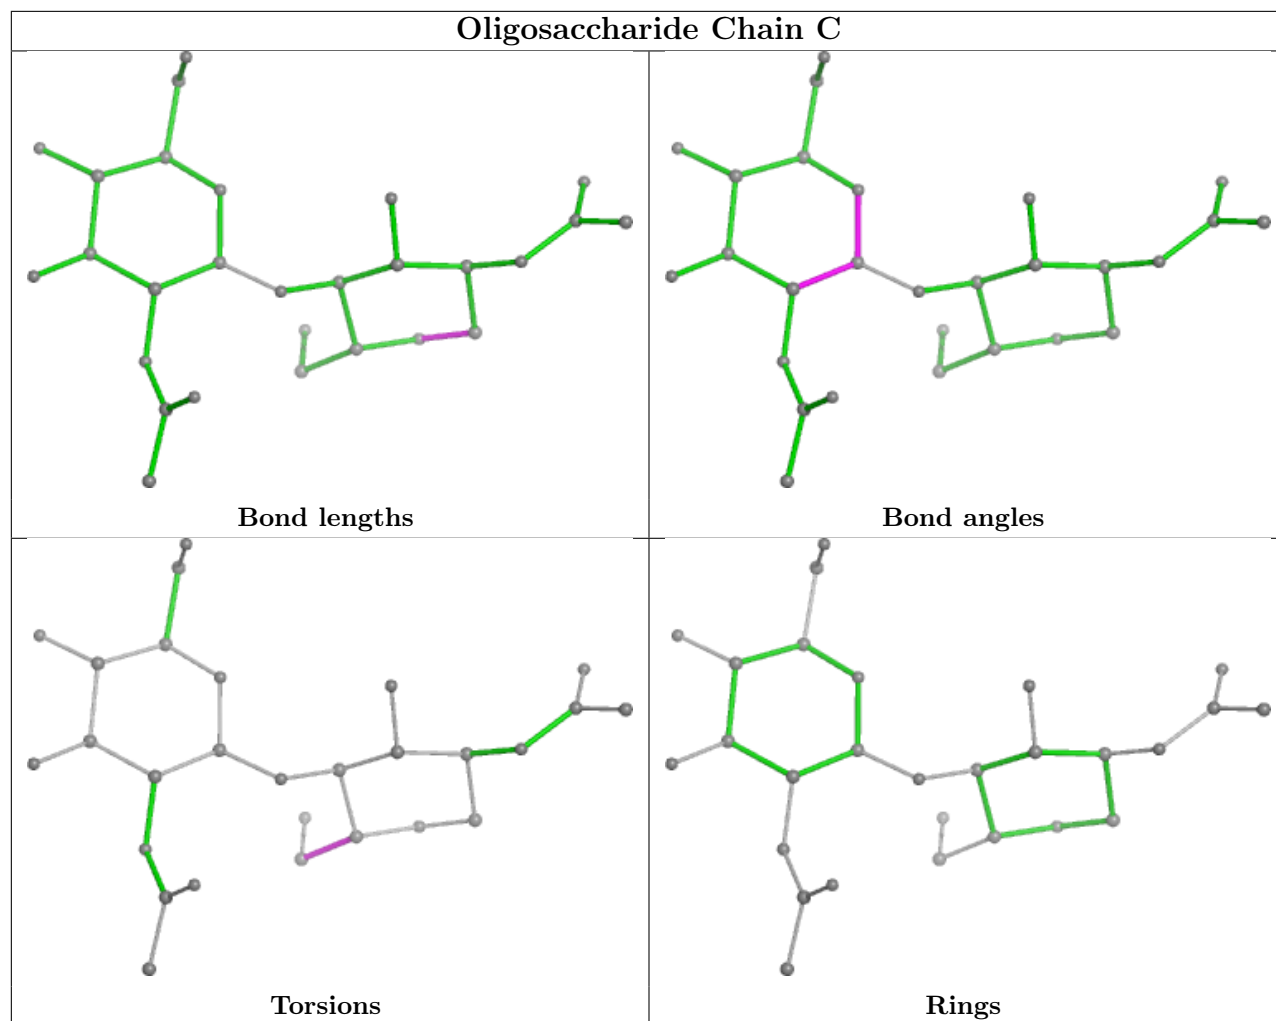 Oligosaccharide Chain C
Bond lengths
Bond angles
Torsions
Rings